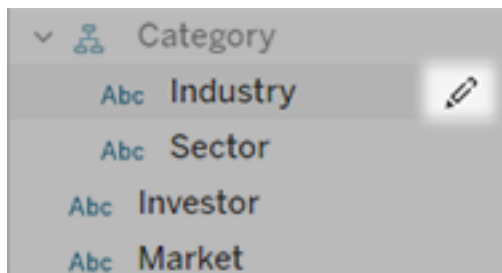 Category
Abc Industry
Abc Sector
Abc Investor
Abc Market